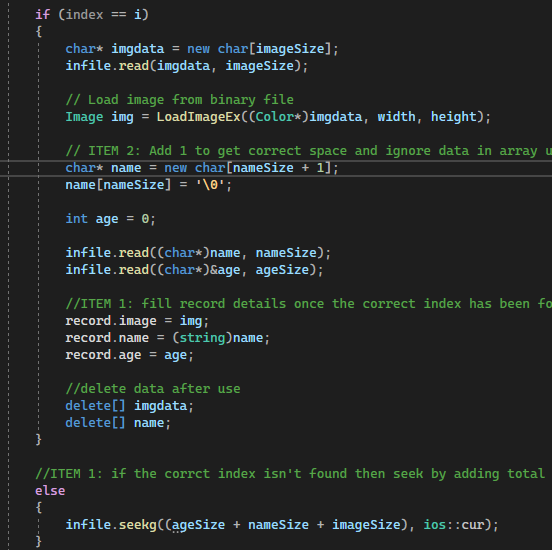 if (index == i)
{
char* imgdata = new char[imageSize];
infile.read(imgdata, imageSize);
// Load image from binary file
Image img = LoadImageEx((Color*)imgdata, width, height);
// ITEM 2: Add 1 to get correct space and ignore data in array
char* name = new char[nameSize + 1];
name[nameSize] = '\0';
int age = 0;
infile.read((char*)name, nameSize);
infile.read((char*)&age, ageSize);
//ITEM 1: fill record details once the correct index has been
record.image = img;
record.name = (string)name;
record.age = age;
//delete data after use
delete[] imgdata;
delete[] name;
}
//ITEM 1: if the corrct index isn't found then seek by adding total
else
{
infile.seekg((ageSize + nameSize + imageSize), ios::cur);
}